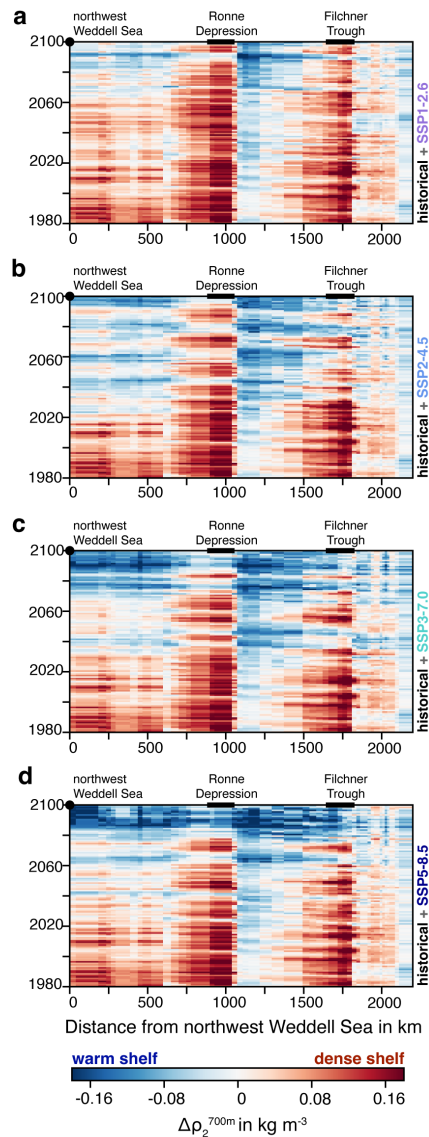 a
northwest
Weddell Sea
Ronne
Depression
Filchner
Trough
2100
2060
2020
1980
0 500 1000 1500 2000
historical + SSP1-2.6
b
northwest
Weddell Sea
Ronne
Depression
Filchner
Trough
2100
2060
2020
1980
0 500 1000 1500 2000
historical + SSP2-4.5
c
northwest
Weddell Sea
Ronne
Depression
Filchner
Trough
2100
2060
2020
1980
0 500 1000 1500 2000
historical + SSP3-7.0
d
northwest
Weddell Sea
Ronne
Depression
Filchner
Trough
2100
2060
2020
1980
0 500 1000 1500 2000
historical + SSP5-8.5
Distance from northwest Weddell Sea in km
warm shelf dense shelf
-0.16 -0.08 0 0.08 0.16
Δρ₂⁷⁰⁰ᵐ in kg m⁻³